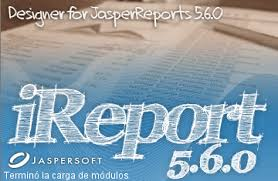 Designer for JasperReports 5.6.0
iReport
JASPERSOFT
5.6.0
Terminó la carga de módulos